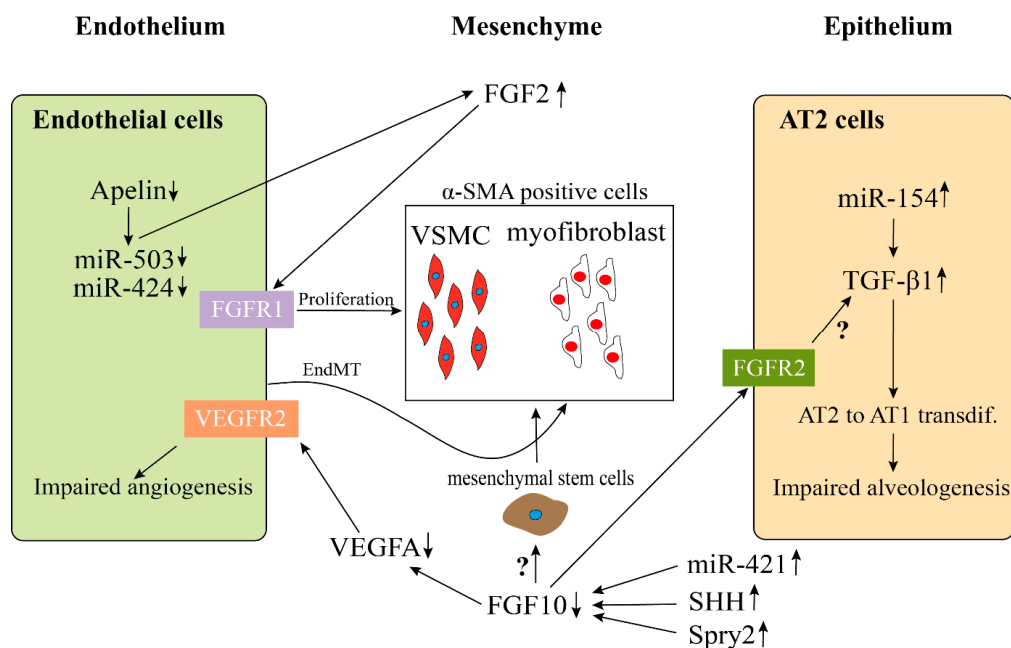 Endothelium
Mesenchyme
Epithelium
FGF2↑
Endothelial cells
Apelin↓
miR-503↓
miR-424↓
FGFR1
Proliferation
EndMT
VEGFR2
Impaired angiogenesis
α-SMA positive cells
VSMC
myofibroblast
mesenchymal stem cells
?
VEGFA↓
FGF10↓
AT2 cells
miR-154↑
TGF-β1↑
?
FGFR2
AT2 to AT1 transdif.
Impaired alveologenesis
miR-421↑
SHH↑
Spry2↑